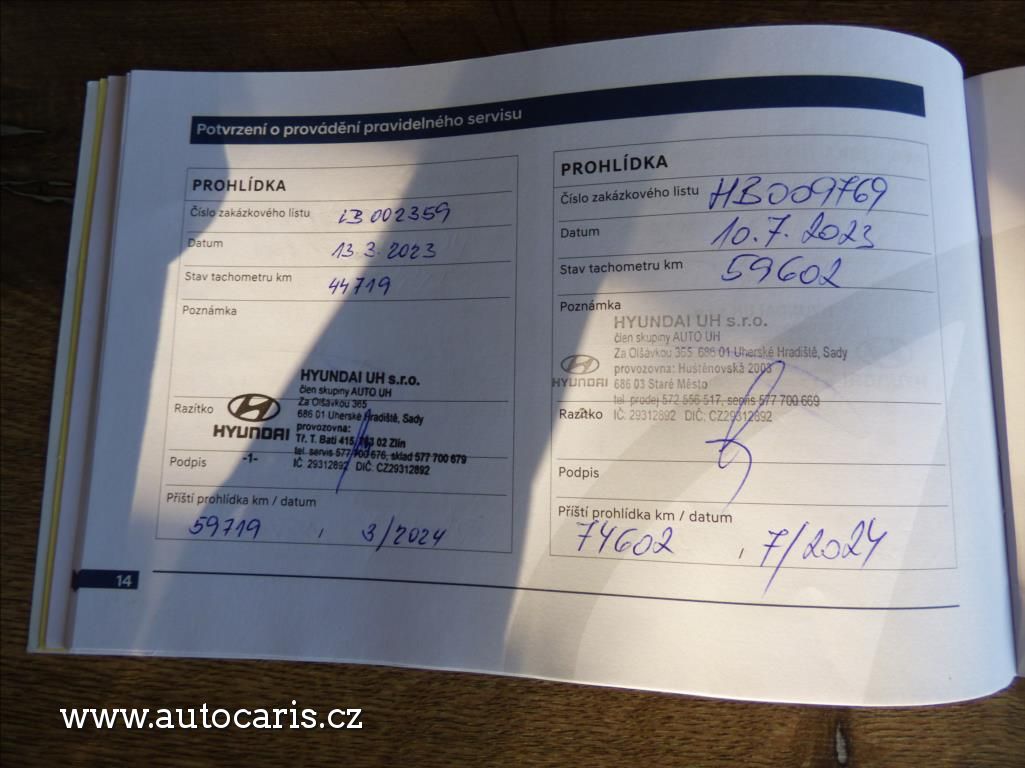 Potvrzení o provádění pravidelného servisu
PROHLÍDKA
Číslo zakázkového listu iB 002359
Datum 13.3.2023
Stav tachometru km 44719
Poznámka
HYUNDAI UH s.r.o.
člen skupiny AUTO UH
Za Olšávkou 365
686 01 Uherské Hradiště, Sady
provozovna:
Tř. T. Bati 415, 763 02 Zlín
tel. servis 577 700 676, sklad 577 700 679
IČ: 29312892 DIČ: CZ29312892
Razítko
HYUNDAI
-1-
Podpis
Příští prohlídka km / datum
59719 , 3/2024
PROHLÍDKA
Číslo zakázkového listu HB009769
Datum 10.7.2023
Stav tachometru km 59602
Poznámka
HYUNDAI UH s.r.o.
člen skupiny AUTO UH
Za Olšávkou 365, 686 01 Uherské Hradiště, Sady
provozovna: Huštěnovská 2003
686 03 Staré Město
tel. prodej 572 556 517, servis 577 700 669
IČ: 29312892 DIČ: CZ29312892
HYUNDAI
Razítko
Podpis
Příští prohlídka km / datum
74602 , 7/2024
14
www.autocaris.cz